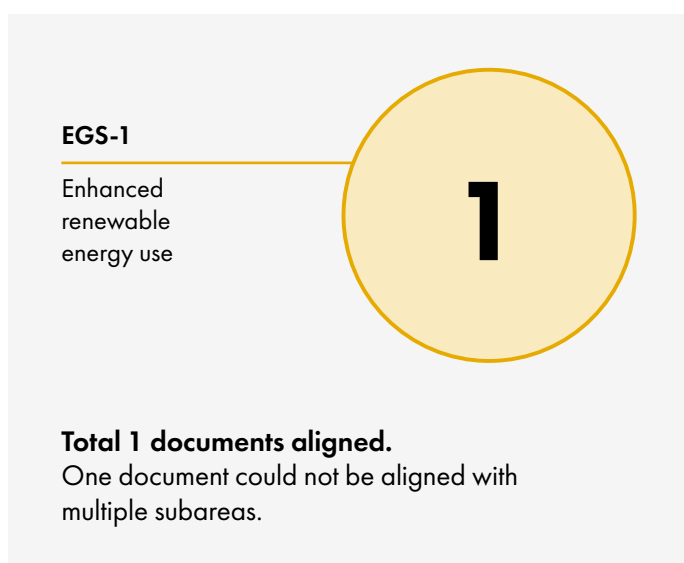 EGS-1
Enhanced
renewable
energy use
1
Total 1 documents aligned.
One document could not be aligned with
multiple subareas.